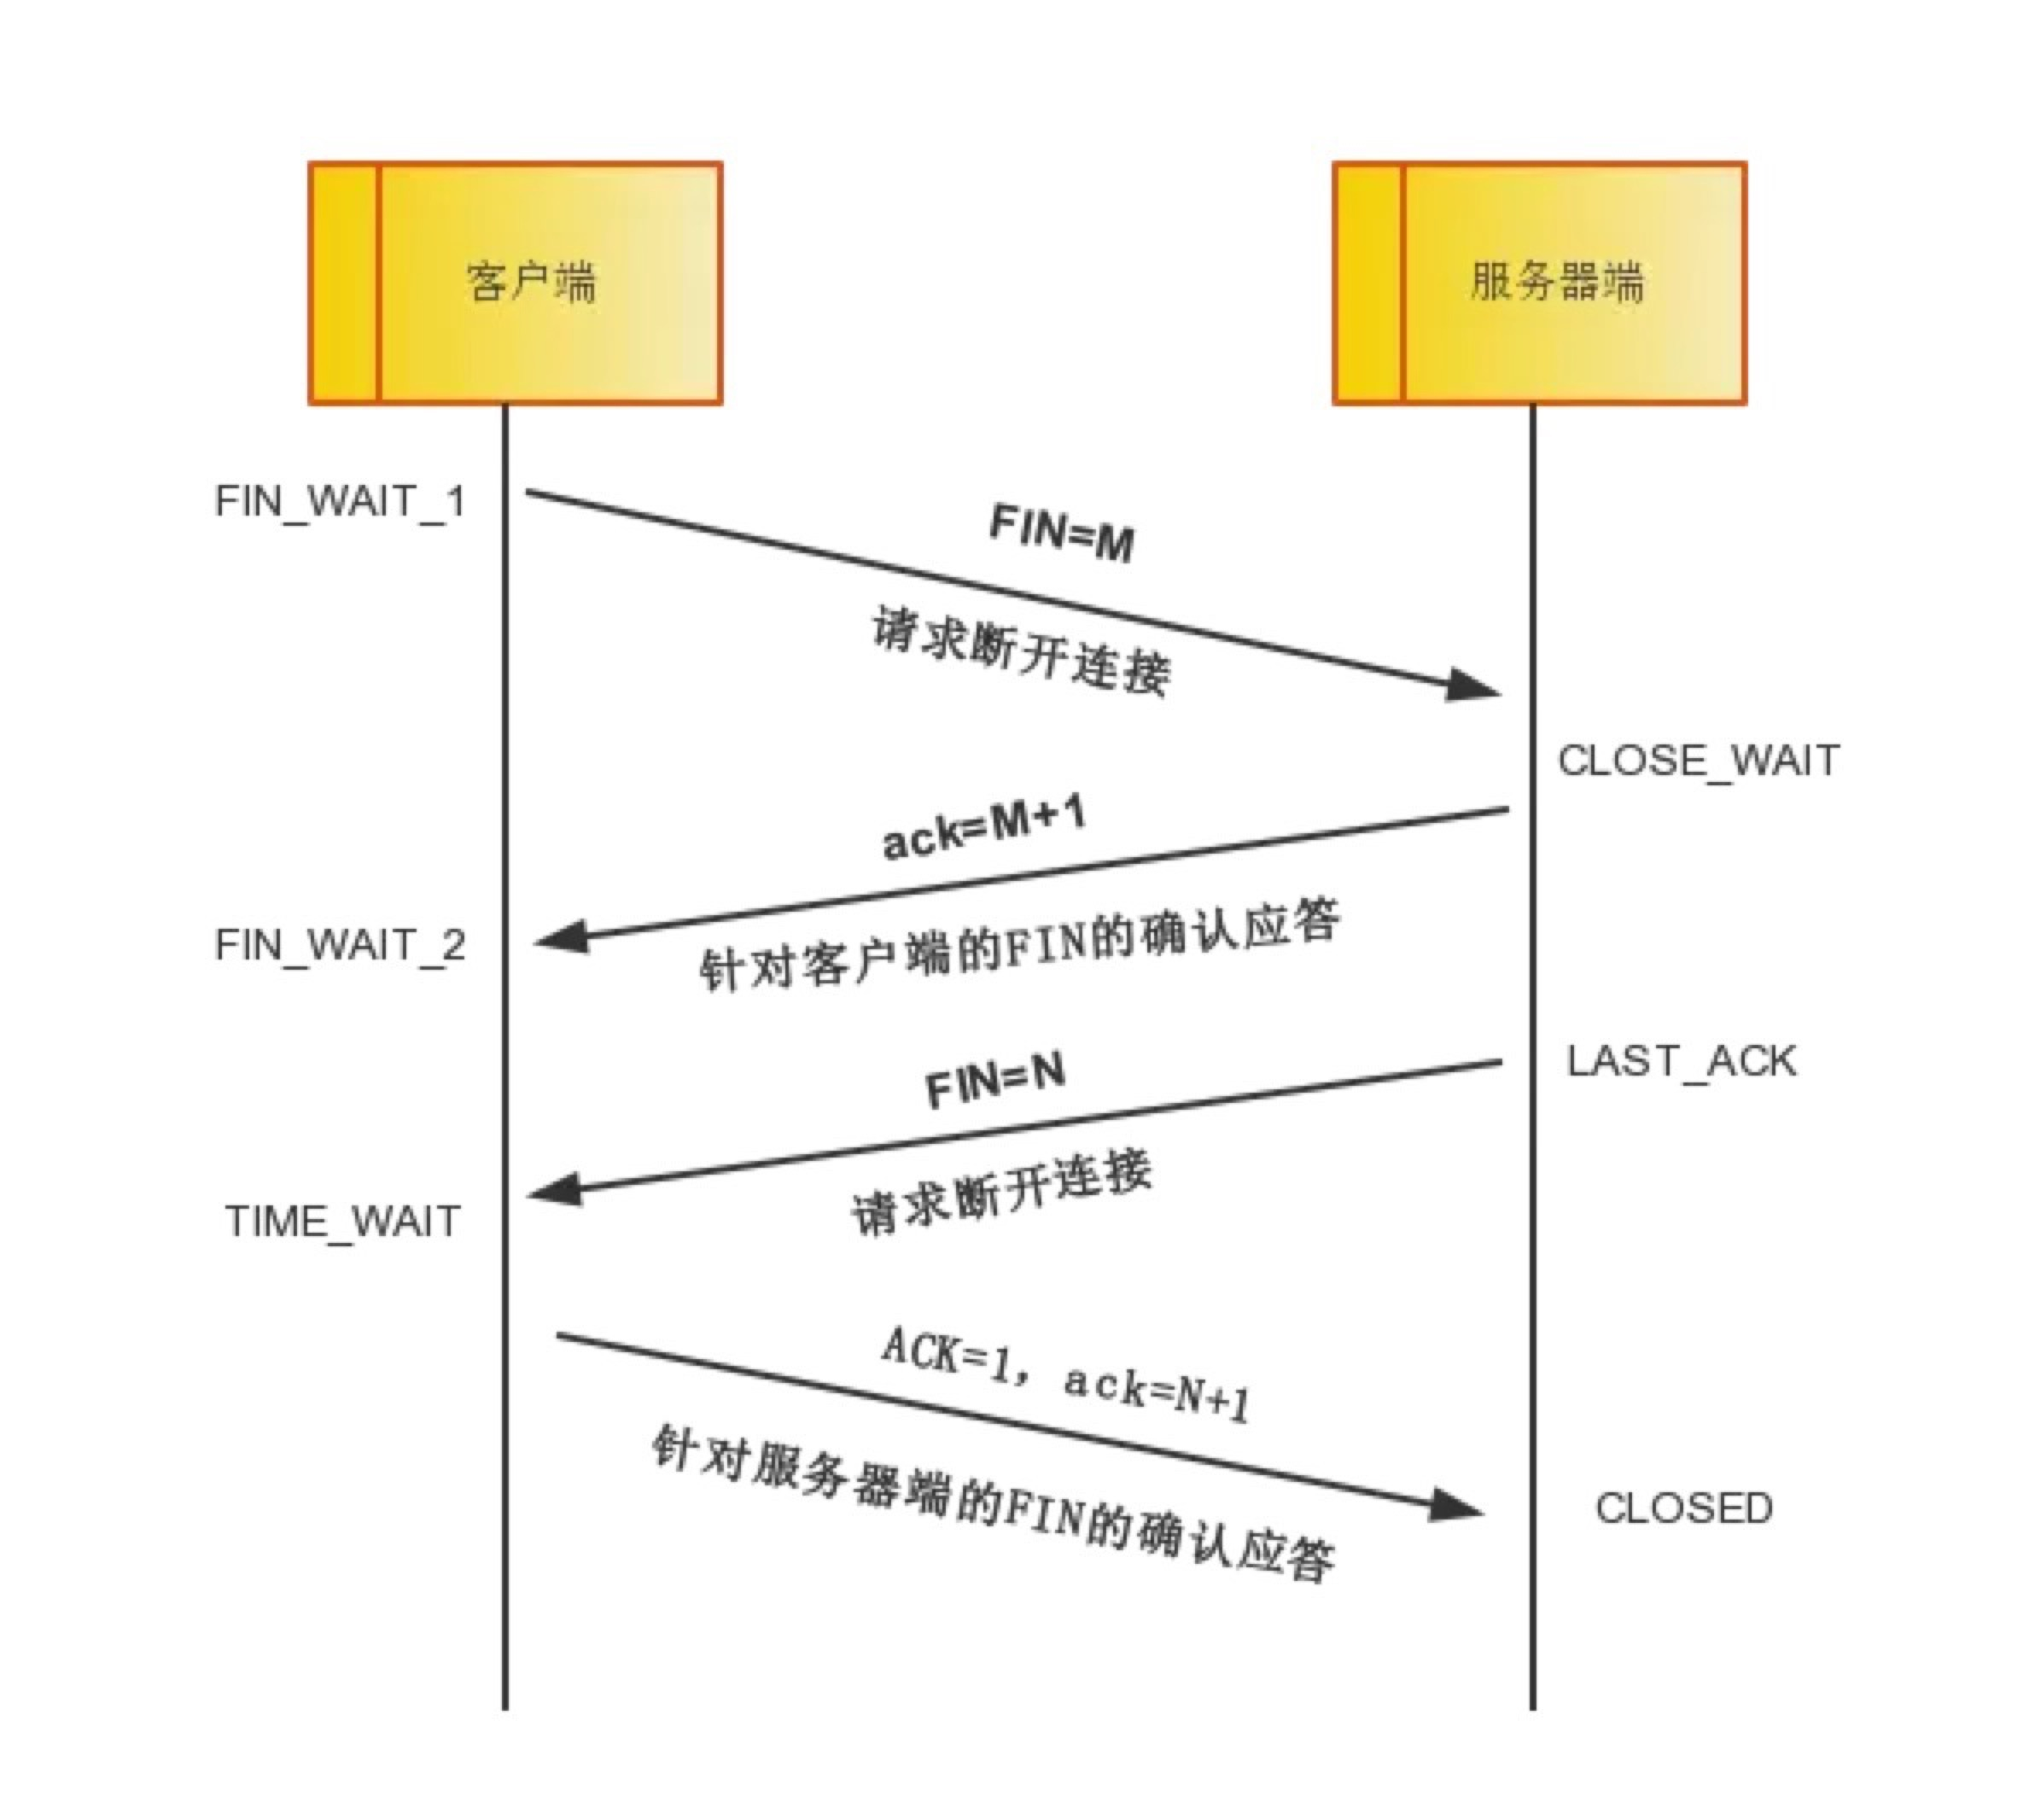 客户端
服务器端
FIN_WAIT_1
FIN=M
请求断开连接
CLOSE_WAIT
ack=M+1
FIN_WAIT_2
针对客户端的FIN的确认应答
LAST_ACK
FIN=N
请求断开连接
TIME_WAIT
ACK=1, ack=N+1
针对服务器端的FIN的确认应答
CLOSED